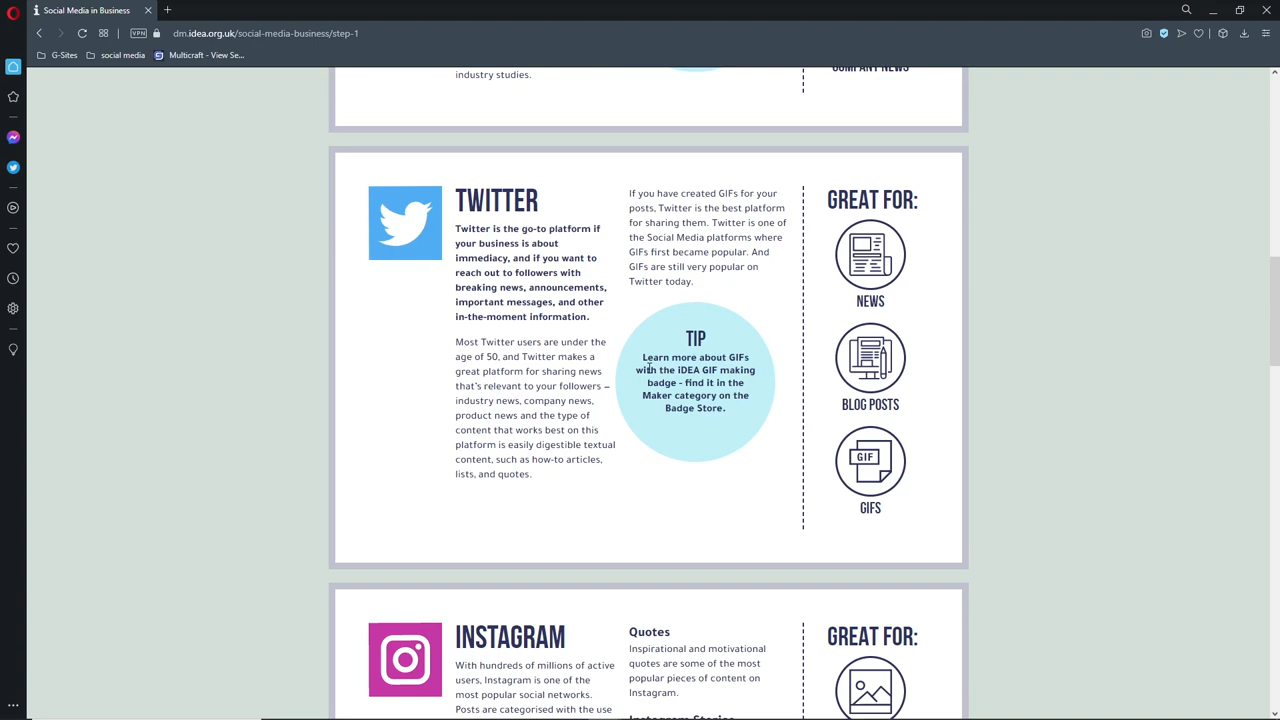 Social Media in Business
VPN
dm.idea.org.uk/social-media-business/step-1
G-Sites
social media
Multicraft - View Se...
industry studies.
COMPANY NEWS
TWITTER
Twitter is the go-to platform if
your business is about
immediacy, and if you want to
reach out to followers with
breaking news, announcements,
important messages, and other
in-the-moment information.
Most Twitter users are under the
age of 50, and Twitter makes a
great platform for sharing news
that's relevant to your followers –
industry news, company news,
product news and the type of
content that works best on this
platform is easily digestible textual
content, such as how-to articles,
lists, and quotes.
If you have created GIFs for your
posts, Twitter is the best platform
for sharing them. Twitter is one of
the Social Media platforms where
GIFs first became popular. And
GIFs are still very popular on
Twitter today.
TIP
Learn more about GIFs
with the iDEA GIF making
badge - find it in the
Maker category on the
Badge Store.
GREAT FOR:
NEWS
BLOG POSTS
GIF
GIFS
INSTAGRAM
With hundreds of millions of active
users, Instagram is one of the
most popular social networks.
Posts are categorised with the use
Quotes
Inspirational and motivational
quotes are some of the most
popular pieces of content on
Instagram.
Instagram Stories
GREAT FOR: